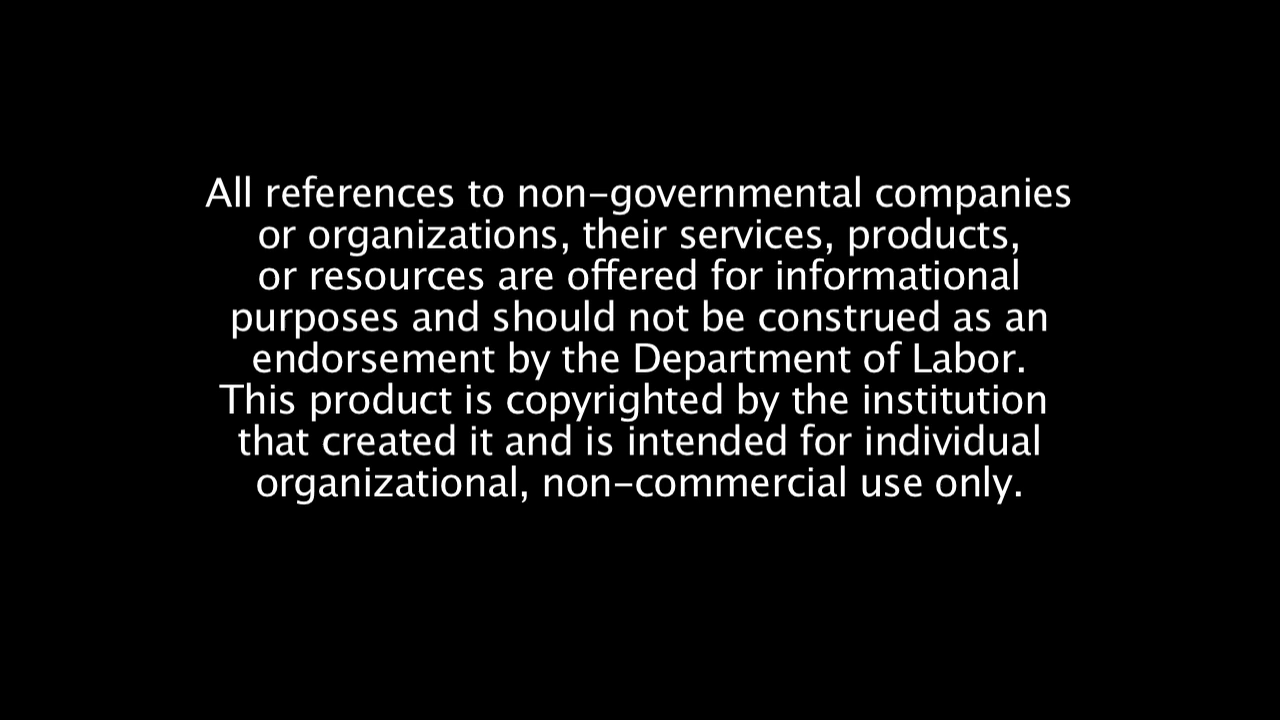 All references to non-governmental companies
or organizations, their services, products,
or resources are offered for informational
purposes and should not be construed as an
endorsement by the Department of Labor.
This product is copyrighted by the institution
that created it and is intended for individual
organizational, non-commercial use only.